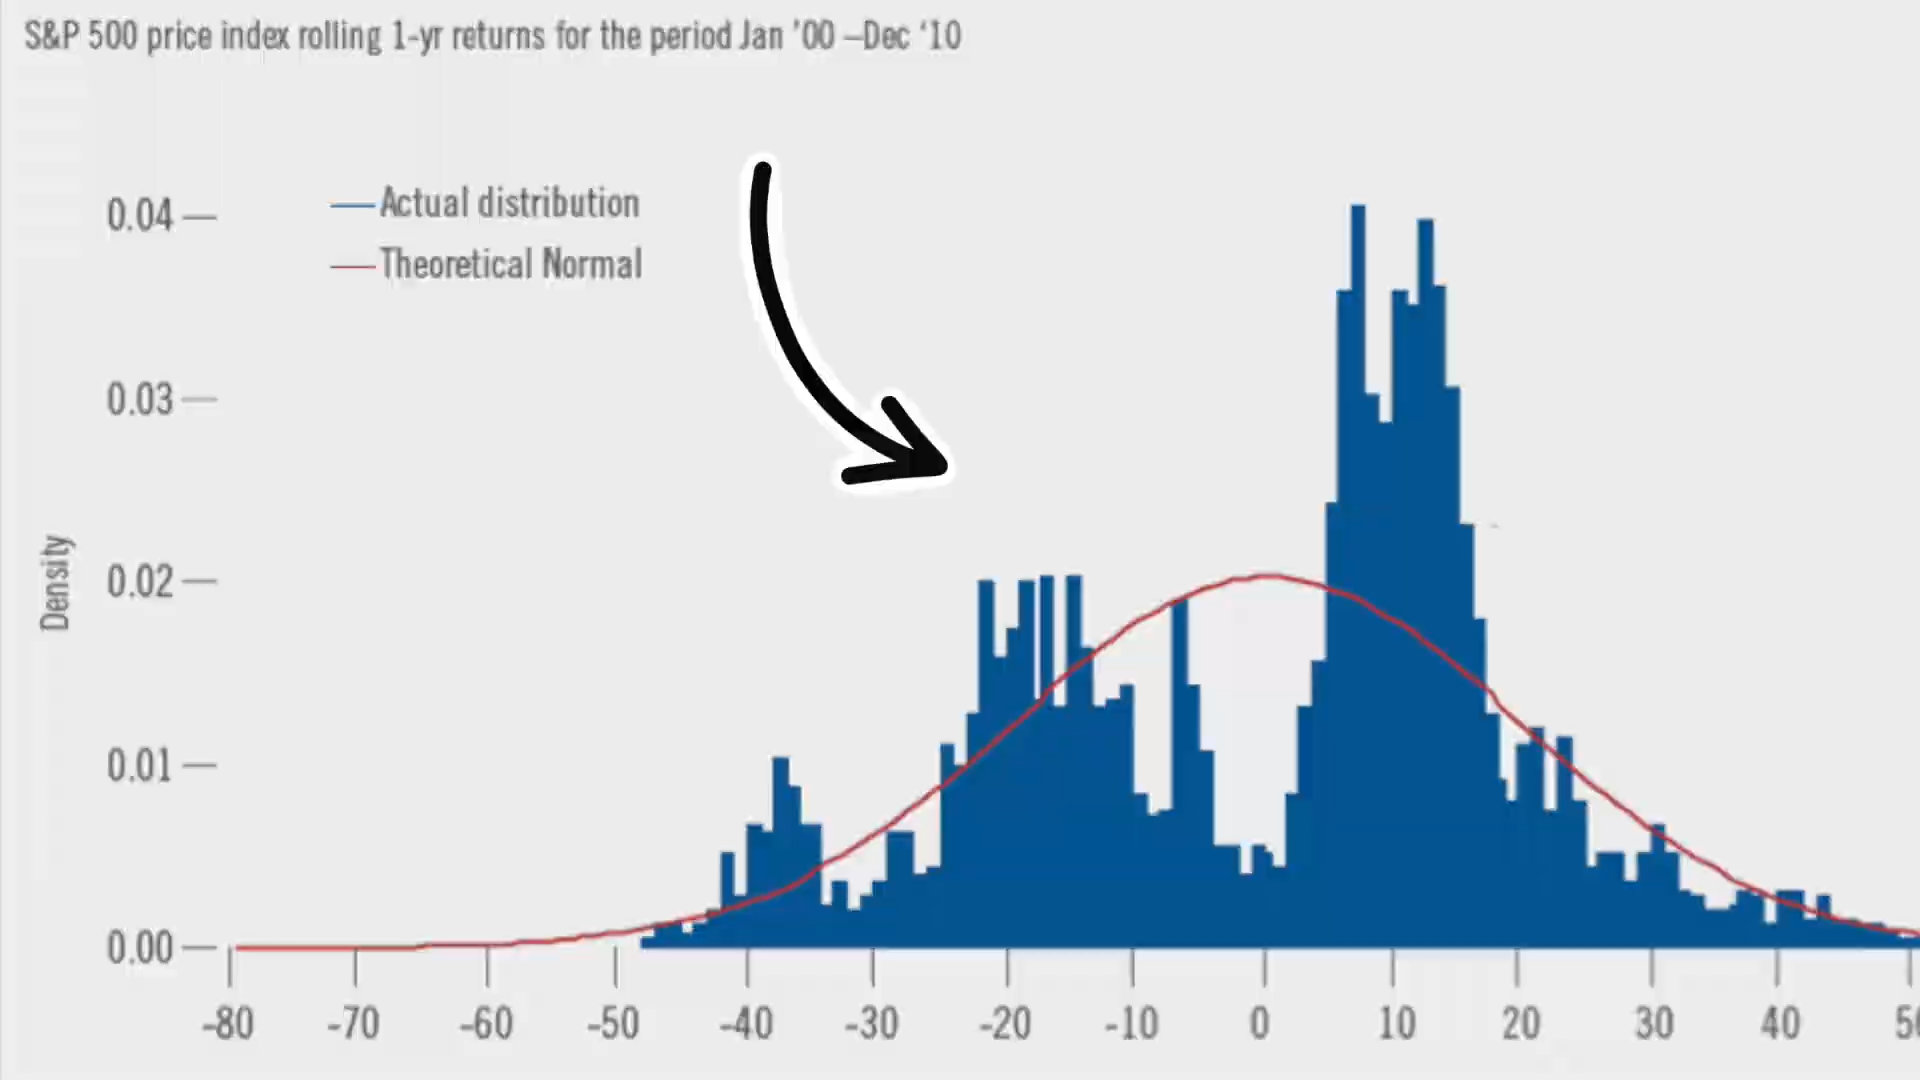 S&P 500 price index rolling 1-yr returns for the period Jan ’00 –Dec ‘10
Actual distribution
Theoretical Normal
Density
0.04
0.03
0.02
0.01
0.00
-80 -70 -60 -50 -40 -30 -20 -10 0 10 20 30 40